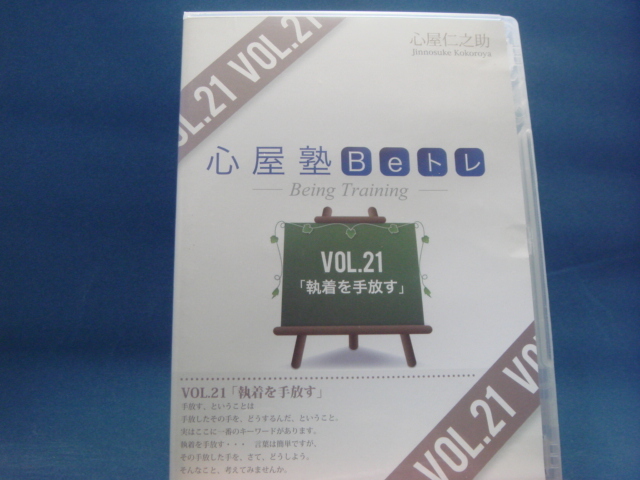 VOL.21 VOL.21
心屋仁之助
Jinnosuke Kokoroya
心屋塾Beトレ
Being Training
VOL.21
「執着を手放す」
VOL.21「執着を手放す」
手放す、ということは
手放したその手を、どうするんだ、ということ。
実はここに一番のキーワードがあります。
執着を手放す・・・ 言葉は簡単ですが、
その手放した手を、さて、どうしよう。
そんなこと、考えてみませんか。
VOL.21 VO